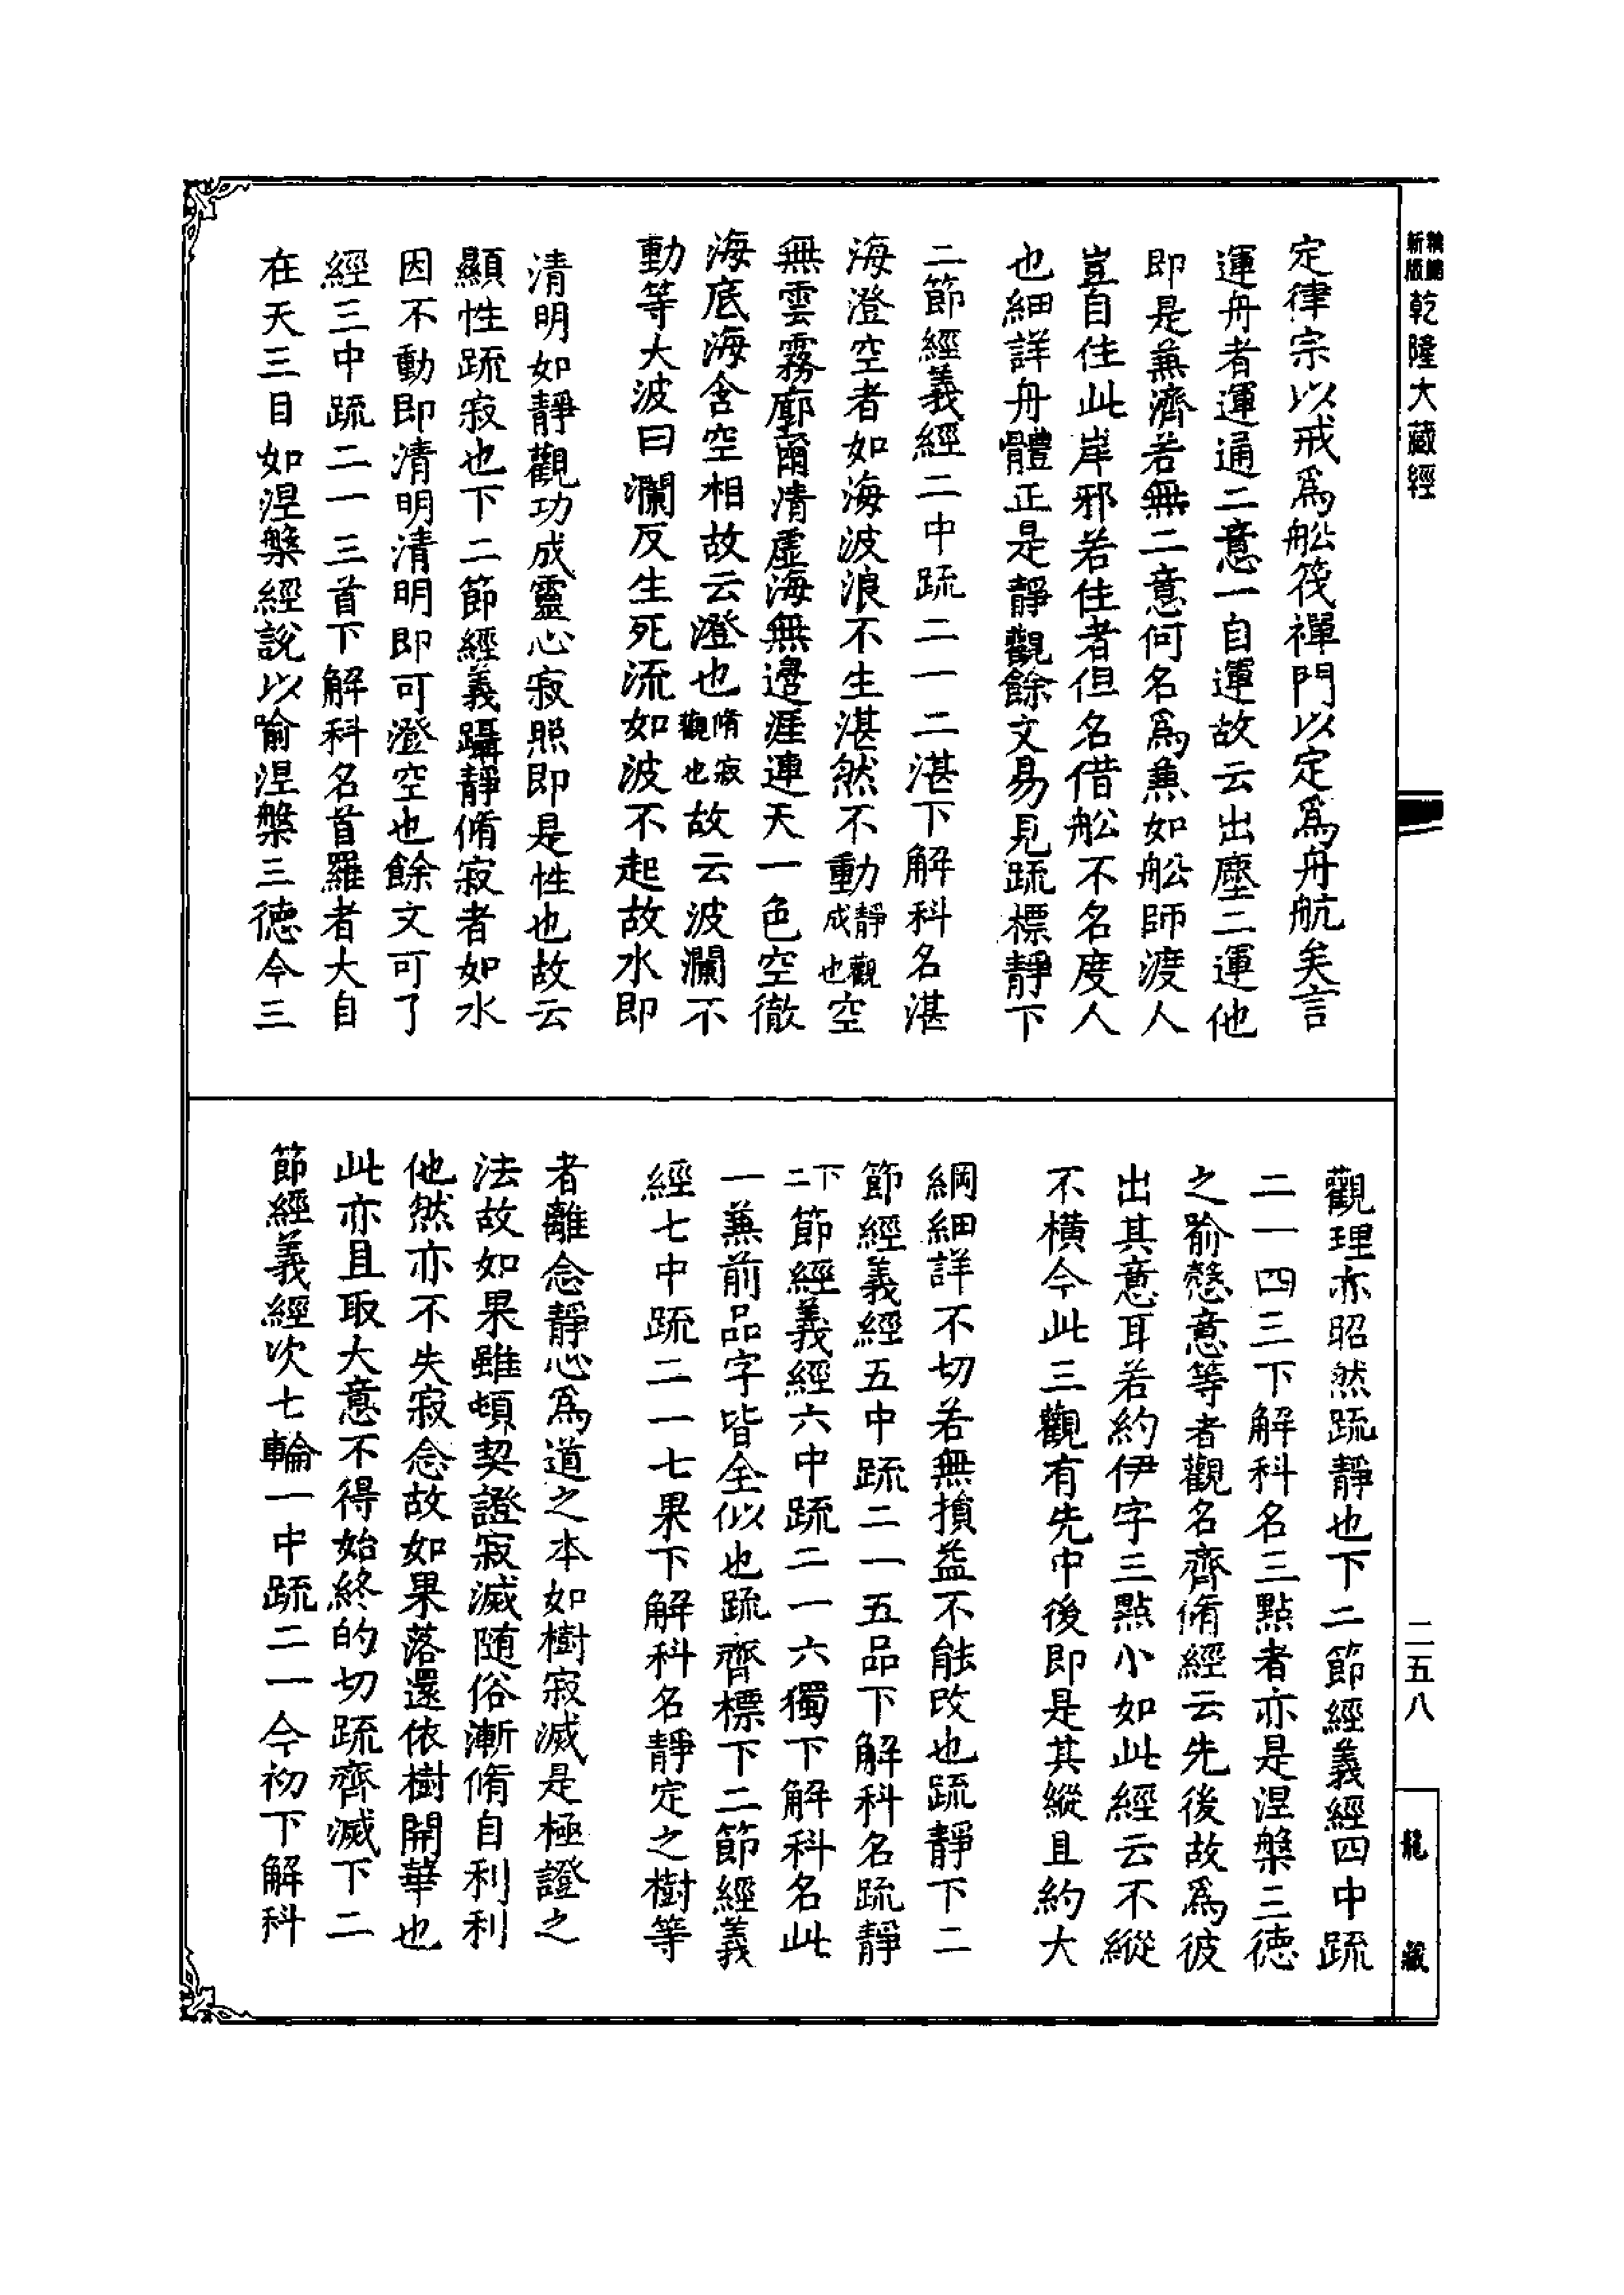 新版精編乾隆大藏經
定律宗以戒爲舩筏禪門以定爲舟航矣言
運舟者運通二意一自運故云出塵二運他
即是兼濟若無二意何名爲兼如舩師渡人
豈自住此岸邪若住者但名借舩不名度人
也細詳舟體正是靜觀餘文易見䟽標靜下
二節經義經二中䟽二一二湛下解科名湛
海澄空者如海波浪不生湛然不動靜觀成也空
無雲霧廓爾清虛海無邊涯連天一色空徹
海底海含空相故云澄也脩寂觀也故云波瀾不
動等大波曰瀾反生死流如波不起故水即
清明如靜觀功成靈心寂照即是性也故云
顯性䟽寂也下二節經義躡靜脩寂者如水
因不動即清明清明即可澄空也餘文可了
經三中䟽二一三首下解科名首羅者大自
在天三目如涅槃經說以喻涅槃三德今三
觀理亦昭然䟽靜也下二節經義經四中䟽
二一四三下解科名三點者亦是涅槃三德
之喻慤意等者觀名齊脩經云先後故爲彼
出其意耳若約伊字三點小如此經云不縱
不橫今此三觀有先中後即是其縱且約大
綱細詳不切若無損益不能改也䟽靜下二
節經義經五中䟽二一五品下解科名䟽靜
下二節經義經六中䟽二一六獨下解科名此
一兼前品字皆全似也䟽齊標下二節經義
經七中䟽二一七果下解科名靜定之樹等
者離念靜心爲道之本如樹寂滅是極證之
法故如果雖頓契證寂滅隨俗漸脩自利利
他然亦不失寂念故如果落還依樹開華也
此亦且取大意不得始終的切䟽齊滅下二
節經義經次七輪一中䟽二一今初下解科
二五八
龍藏